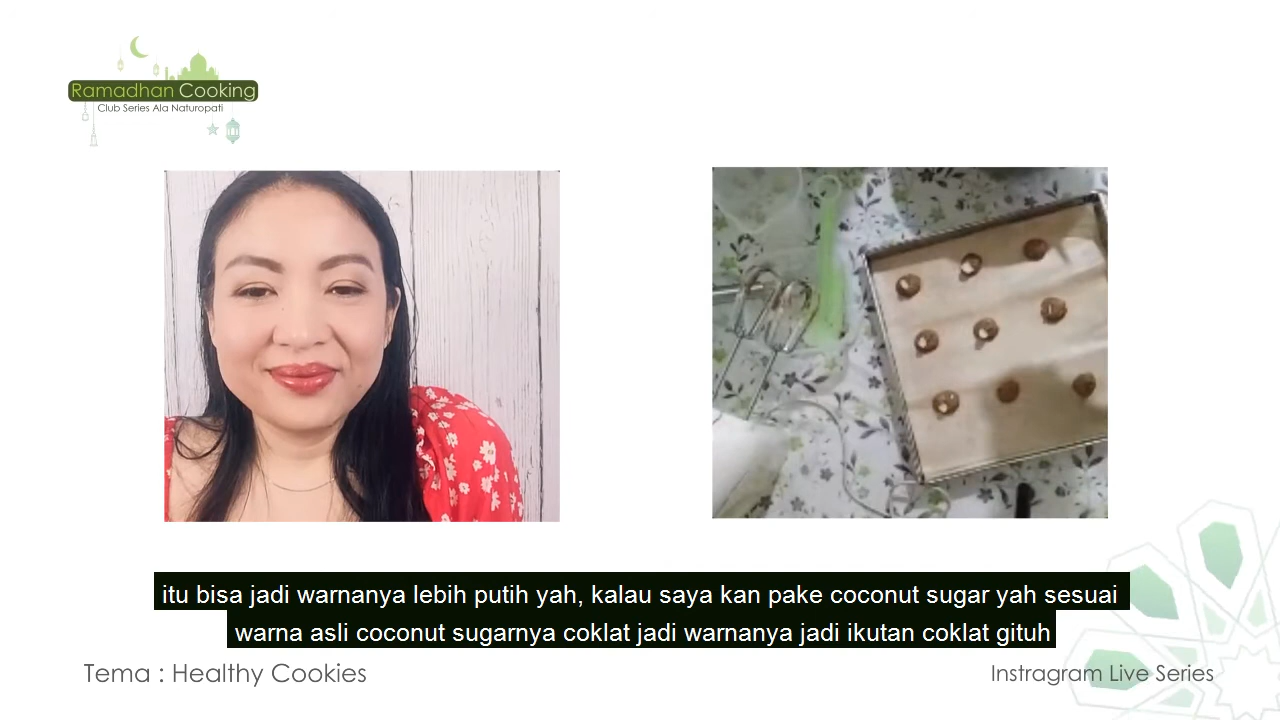 Ramadhan Cooking
Club Series Ala Naturopati
itu bisa jadi warnanya lebih putih yah, kalau saya kan pake coconut sugar yah sesuai
warna asli coconut sugarnya coklat jadi warnanya jadi ikutan coklat gituh
Tema : Healthy Cookies
Instragram Live Series